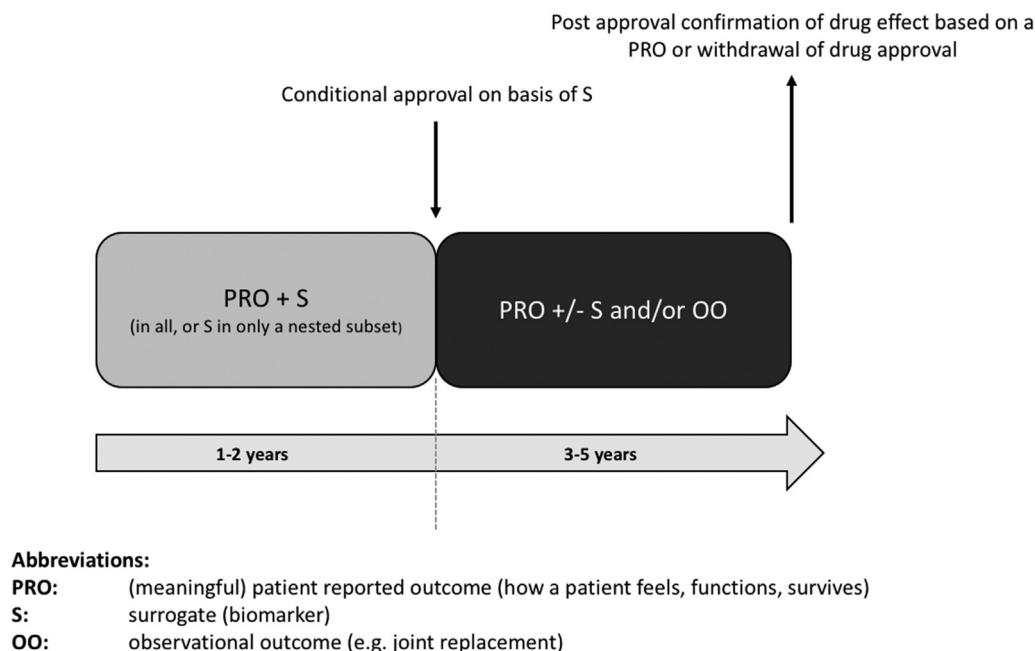 Post approval confirmation of drug effect based on a
PRO or withdrawal of drug approval
Conditional approval on basis of S
PRO + S
(in all, or S in only a nested subset)
PRO +/- S and/or OO
1-2 years
3-5 years
Abbreviations:
PRO: (meaningful) patient reported outcome (how a patient feels, functions, survives)
S: surrogate (biomarker)
OO: observational outcome (e.g. joint replacement)